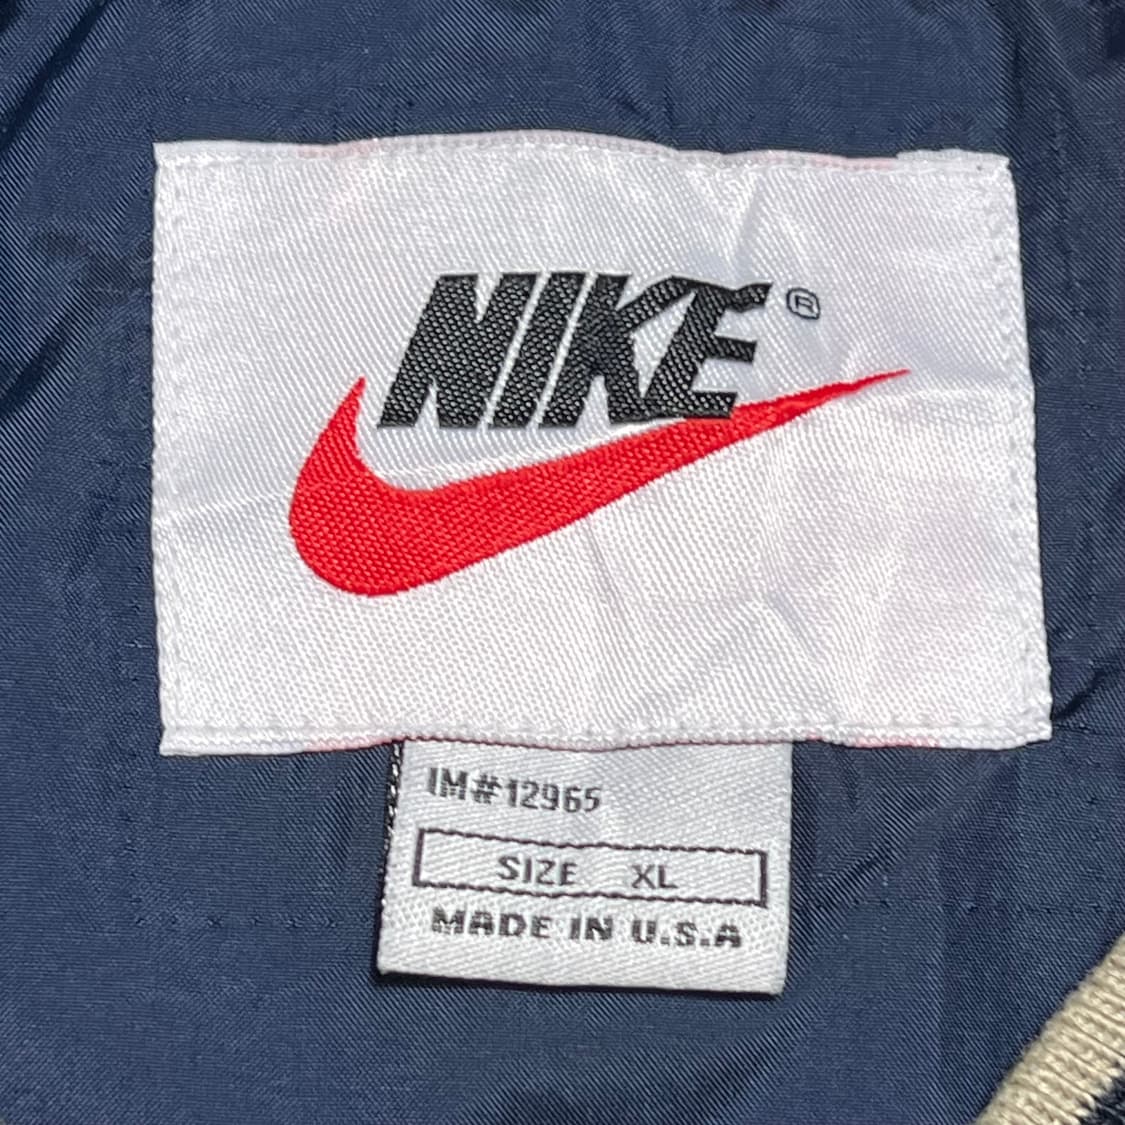 NIKE ®
IM#12965
SIZE XL
MADE IN U.S.A